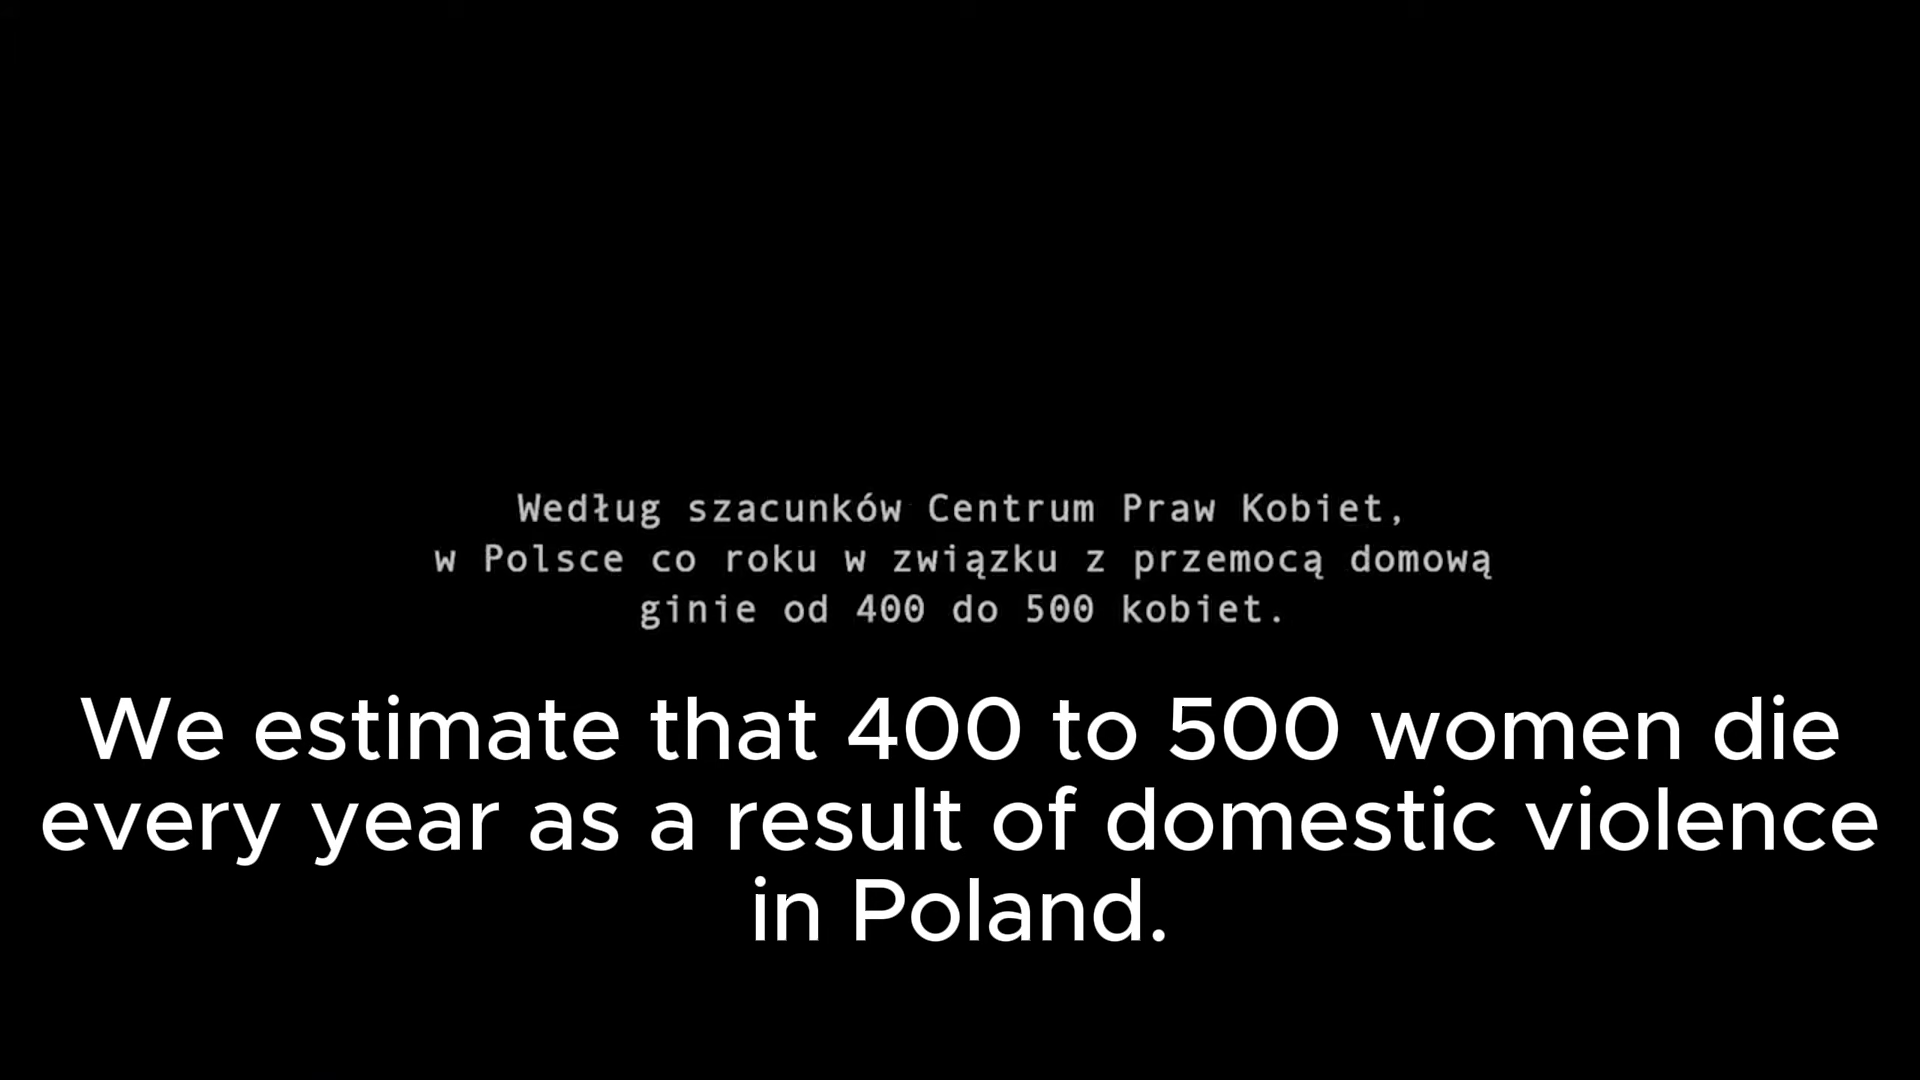 Według szacunków Centrum Praw Kobiet,
w Polsce co roku w związku z przemocą domową
ginie od 400 do 500 kobiet.
We estimate that 400 to 500 women die
every year as a result of domestic violence
in Poland.